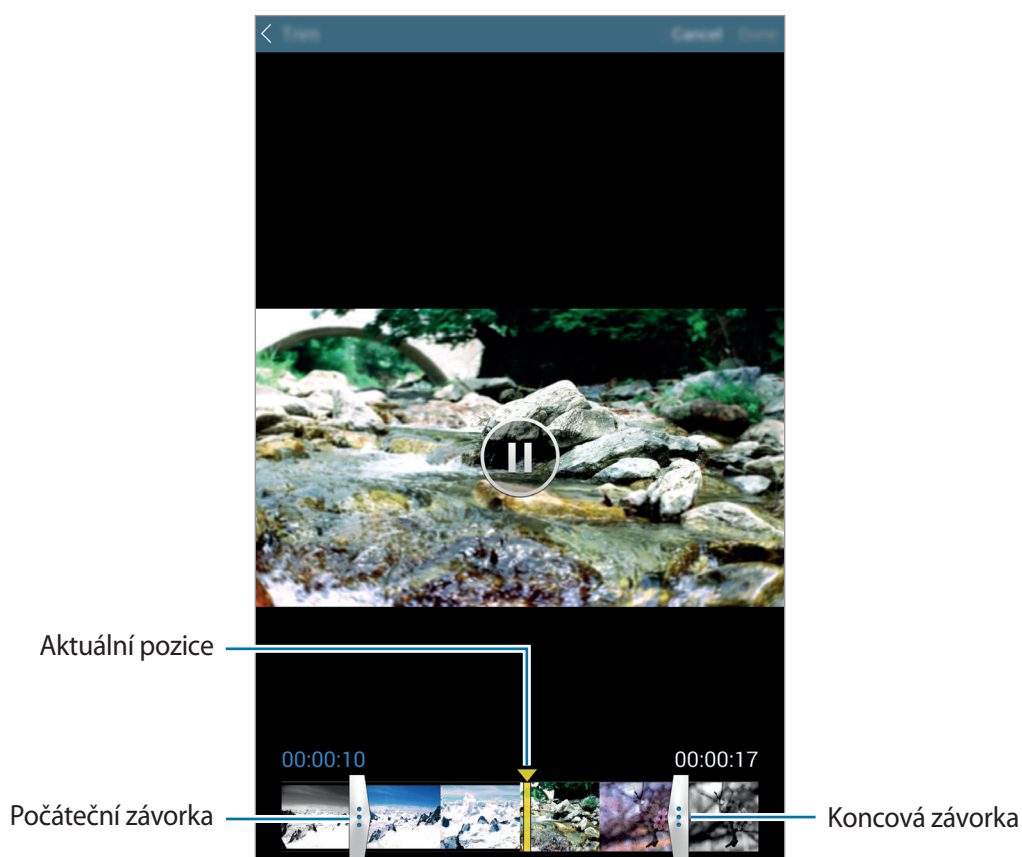 Trim Cancel Done
Aktuální pozice
00:00:10 00:00:17
Počáteční závorka
Koncová závorka